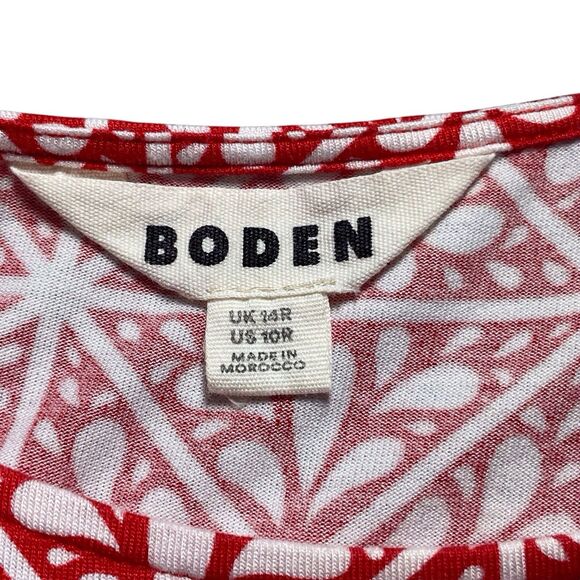 BODEN
UK 14R
US 10R
MADE IN
MOROCCO